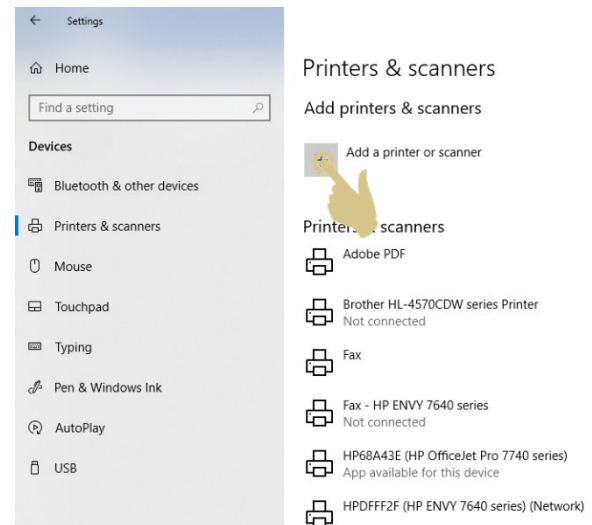 Settings
Home
Find a setting
Devices
Bluetooth & other devices
Printers & scanners
Mouse
Touchpad
Typing
Pen & Windows Ink
AutoPlay
USB
Printers & scanners
Add printers & scanners
Add a printer or scanner
Printers & scanners
Adobe PDF
Brother HL-4570CDW series Printer
Not connected
Fax
Fax - HP ENVY 7640 series
Not connected
HP68A43E (HP OfficeJet Pro 7740 series)
App available for this device
HPDFFF2F (HP ENVY 7640 series) (Network)